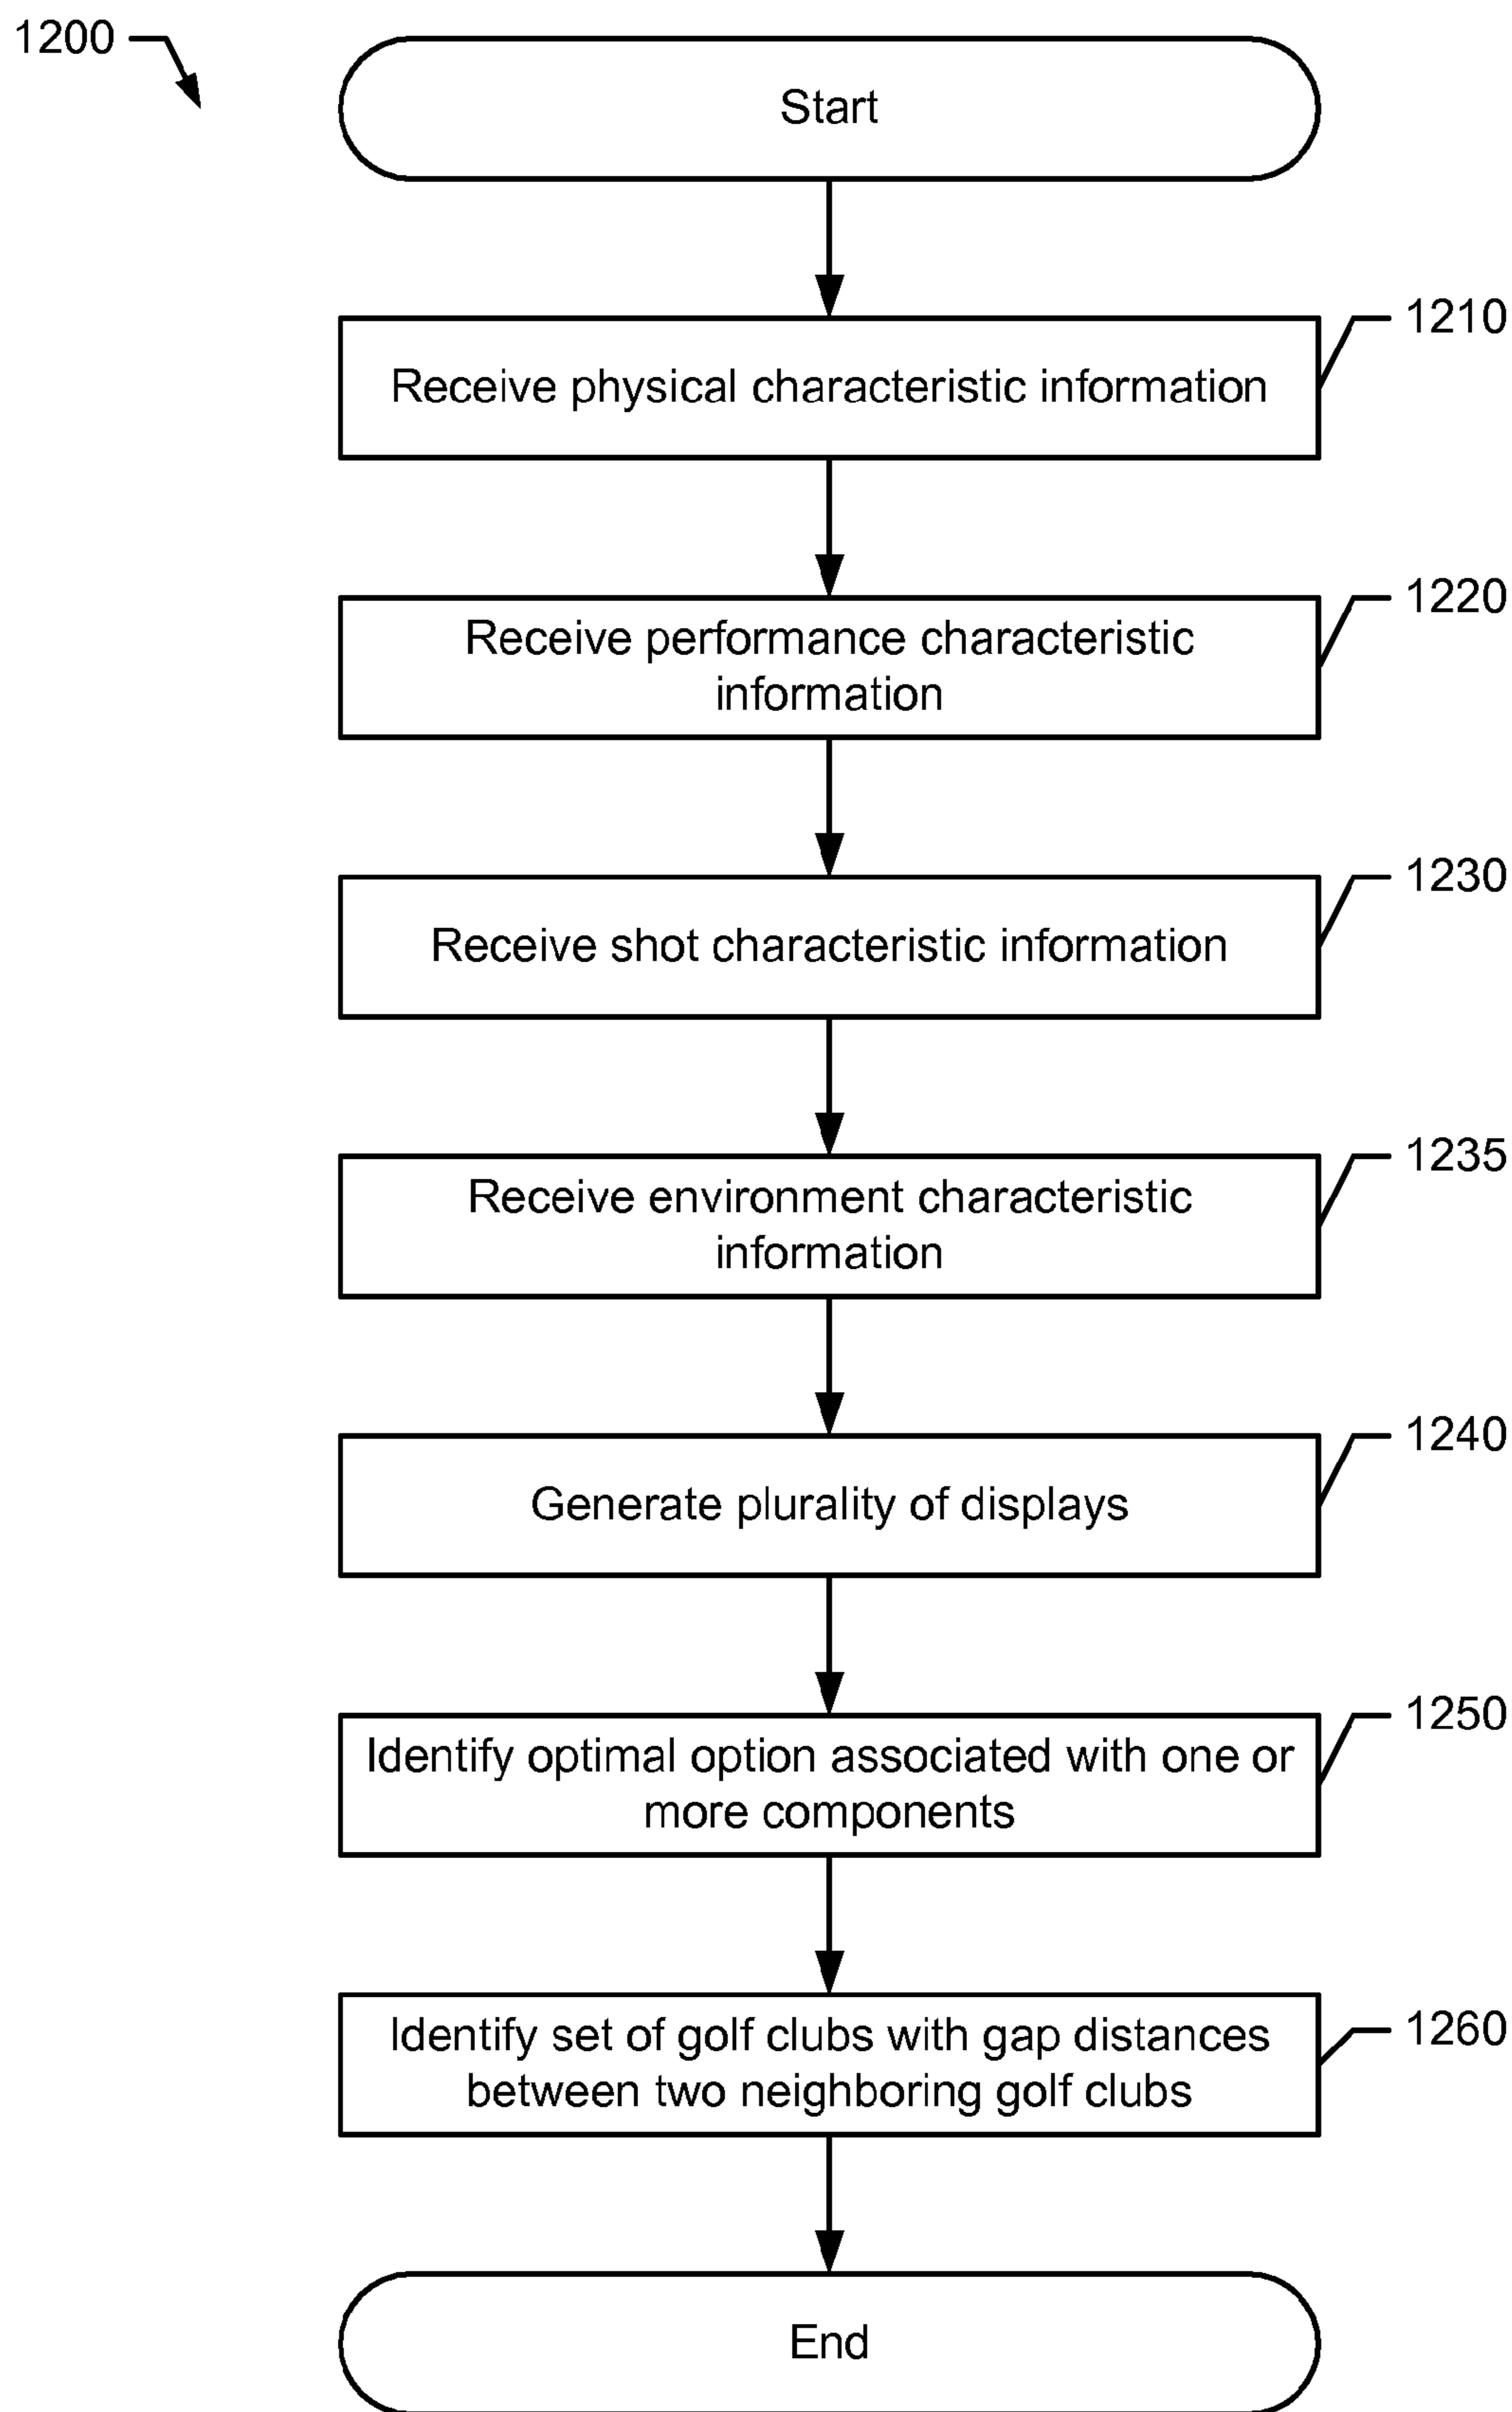 1200
Start
1210
Receive physical characteristic information
1220
Receive performance characteristic
information
1230
Receive shot characteristic information
1235
Receive environment characteristic
information
1240
Generate plurality of displays
1250
Identify optimal option associated with one or
more components
1260
Identify set of golf clubs with gap distances
between two neighboring golf clubs
End